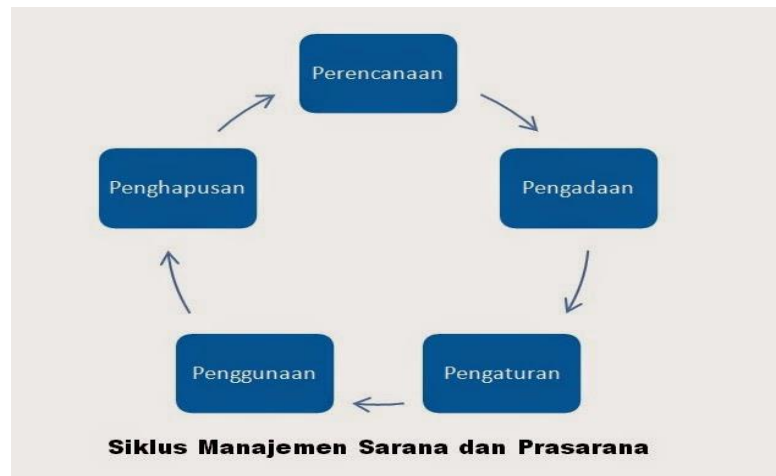 Perencanaan
Pengadaan
Pengaturan
Penggunaan
Penghapusan
Siklus Manajemen Sarana dan Prasarana